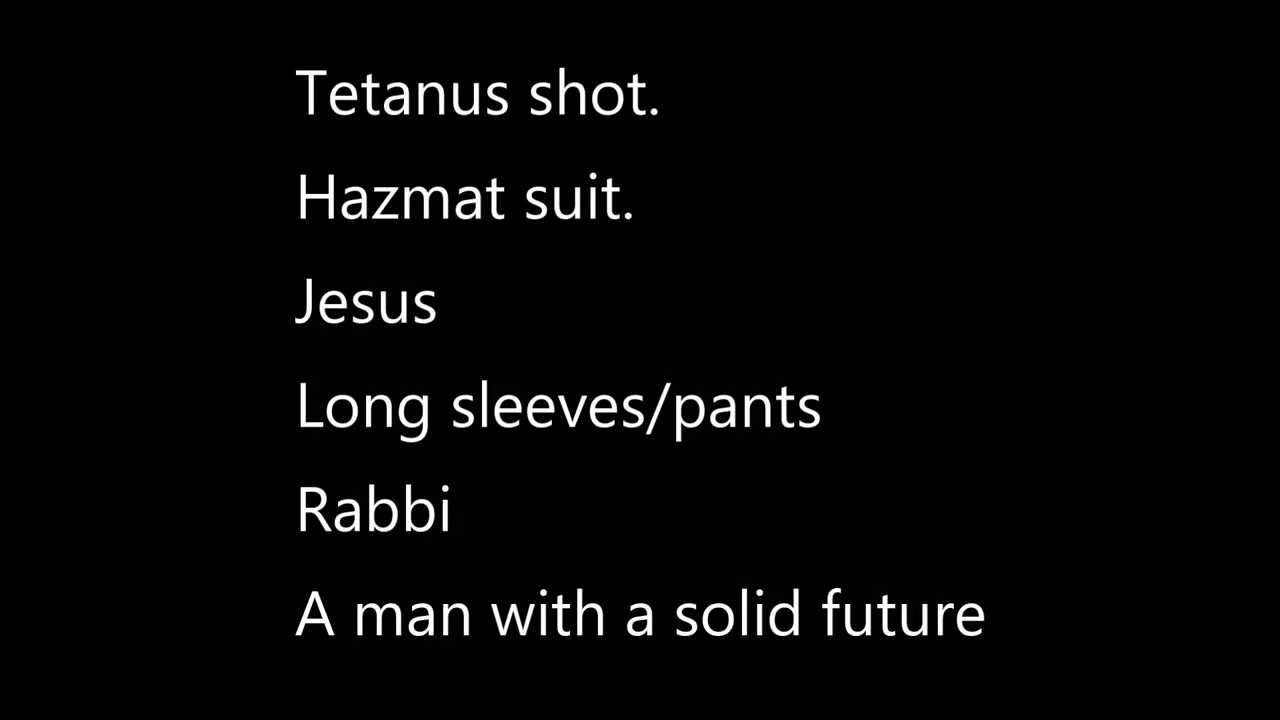 Tetanus shot.
Hazmat suit.
Jesus
Long sleeves/pants
Rabbi
A man with a solid future